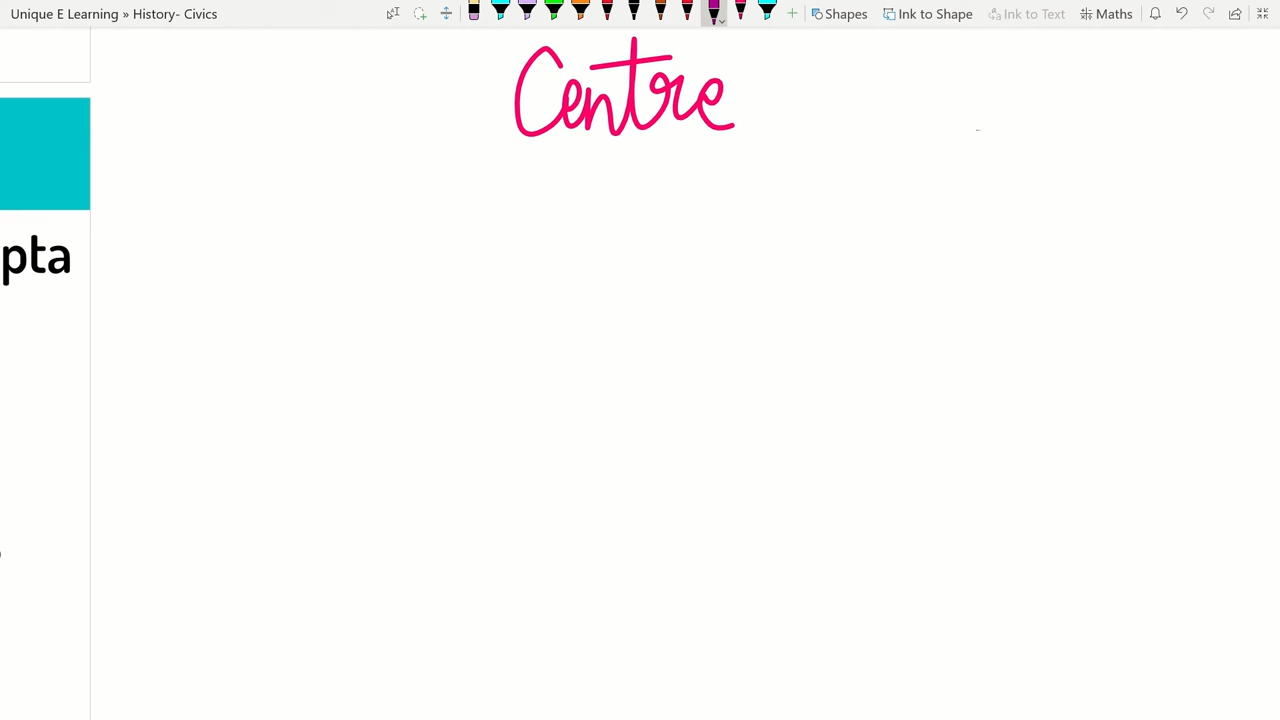 Unique E Learning » History- Civics
Shapes
Ink to Shape
Ink to Text
Maths
Centre
pta